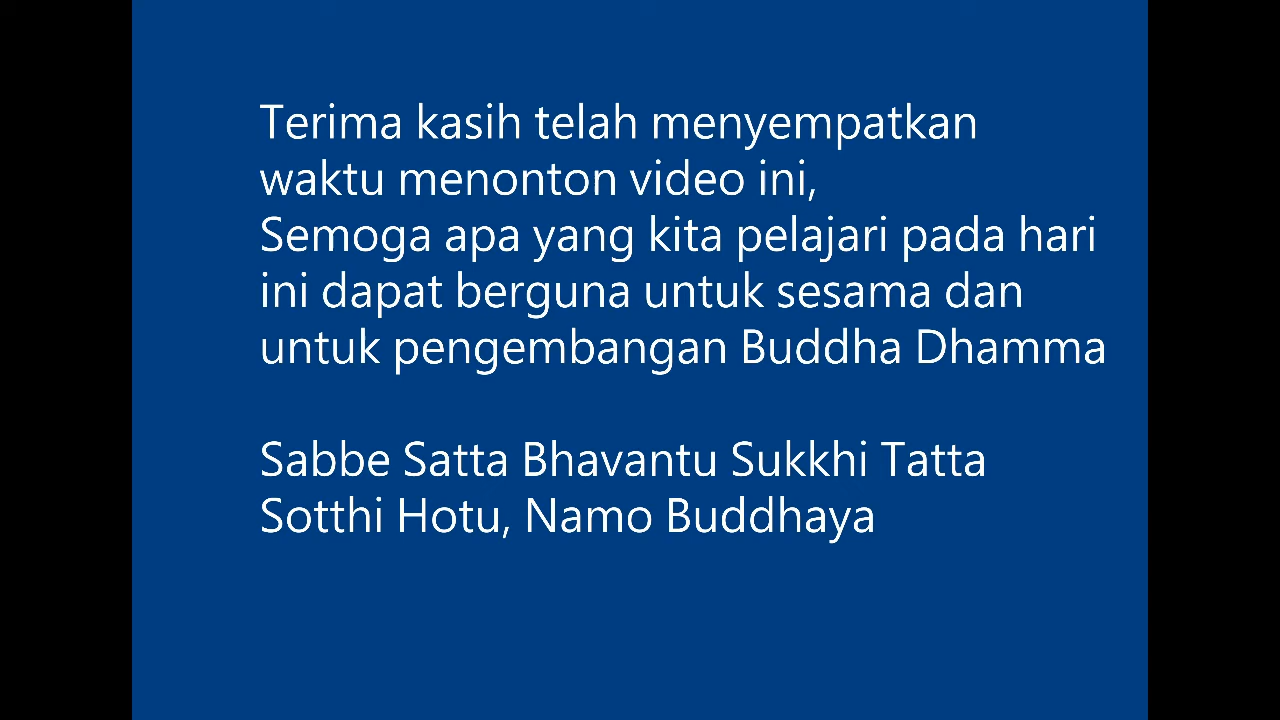 Terima kasih telah menyempatkan
waktu menonton video ini,
Semoga apa yang kita pelajari pada hari
ini dapat berguna untuk sesama dan
untuk pengembangan Buddha Dhamma
Sabbe Satta Bhavantu Sukkhi Tatta
Sotthi Hotu, Namo Buddhaya